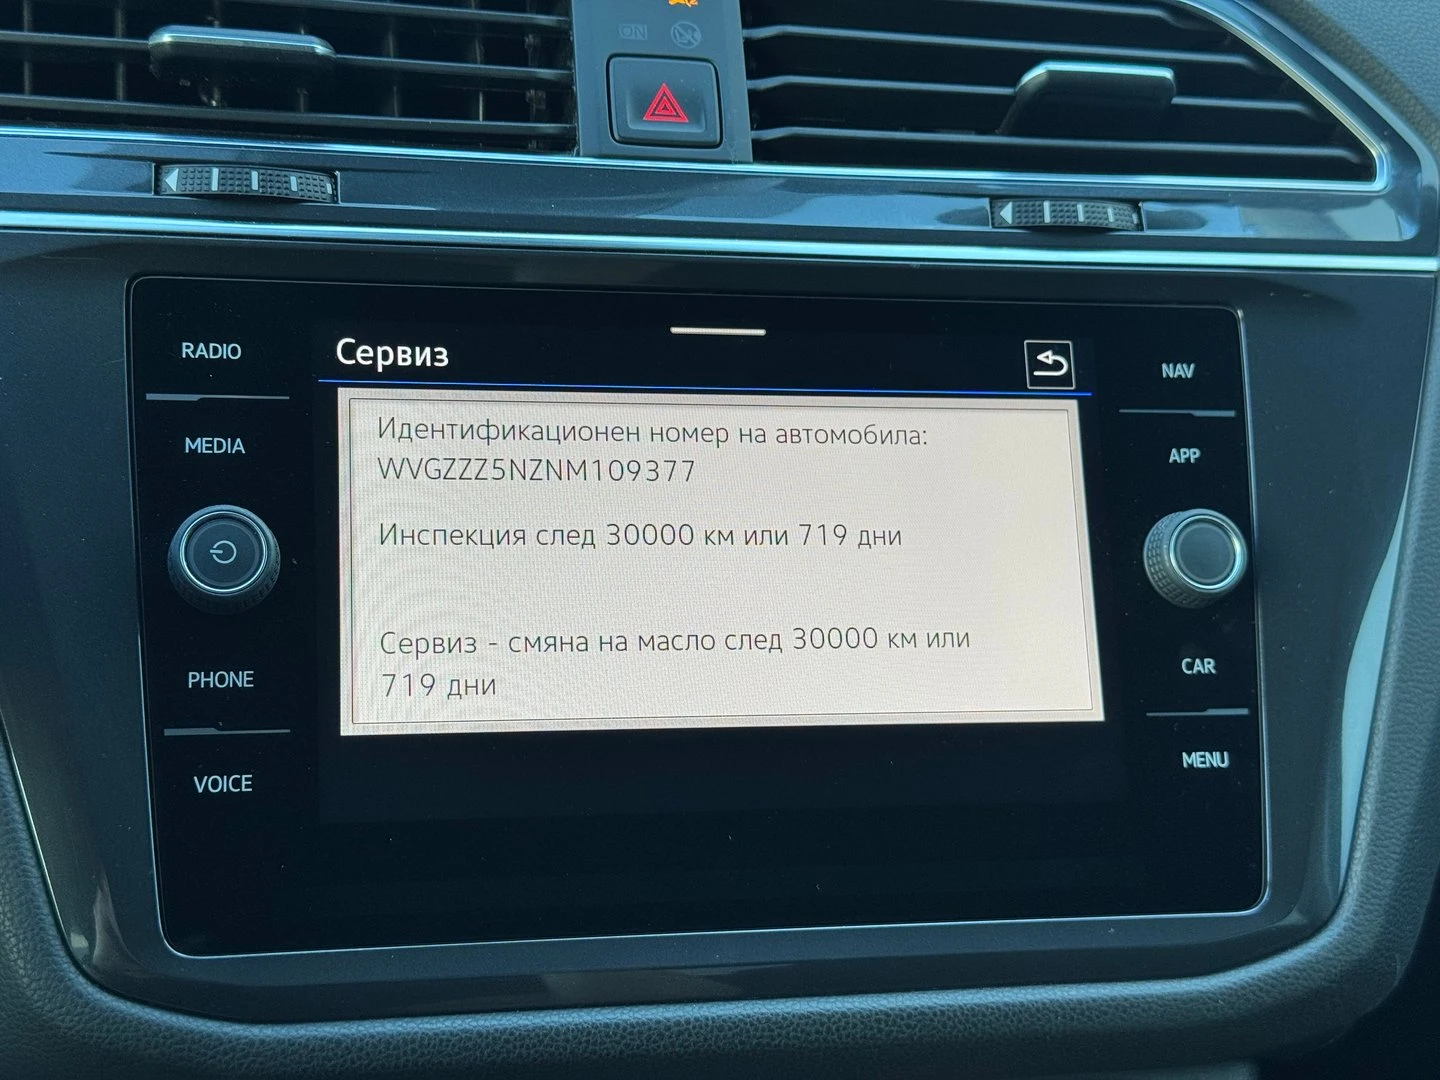 ON
RADIO
MEDIA
PHONE
VOICE
Сервиз
Идентификационен номер на автомобила:
WVGZZZ5NZNM109377
Инспекция след 30000 км или 719 дни
Сервиз - смяна на масло след 30000 км или
719 дни
NAV
APP
CAR
MENU